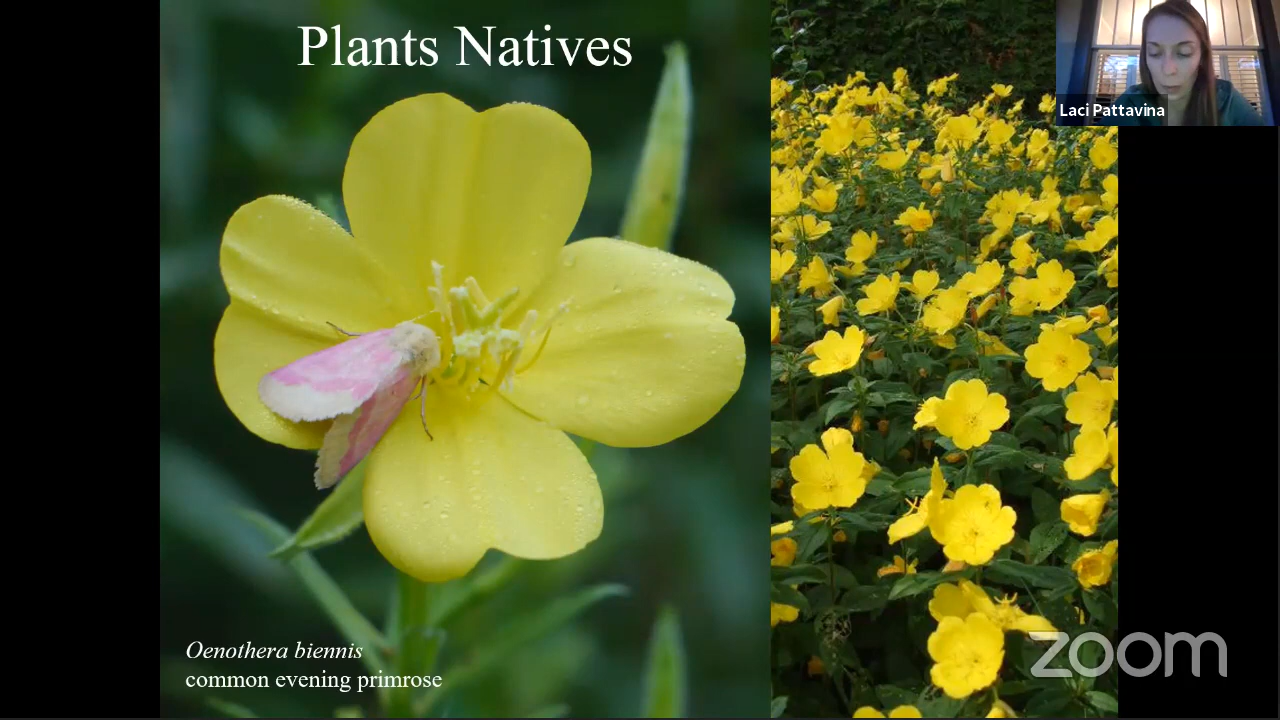 Plants Natives
Laci Pattavina
Oenothera biennis
common evening primrose
zoom